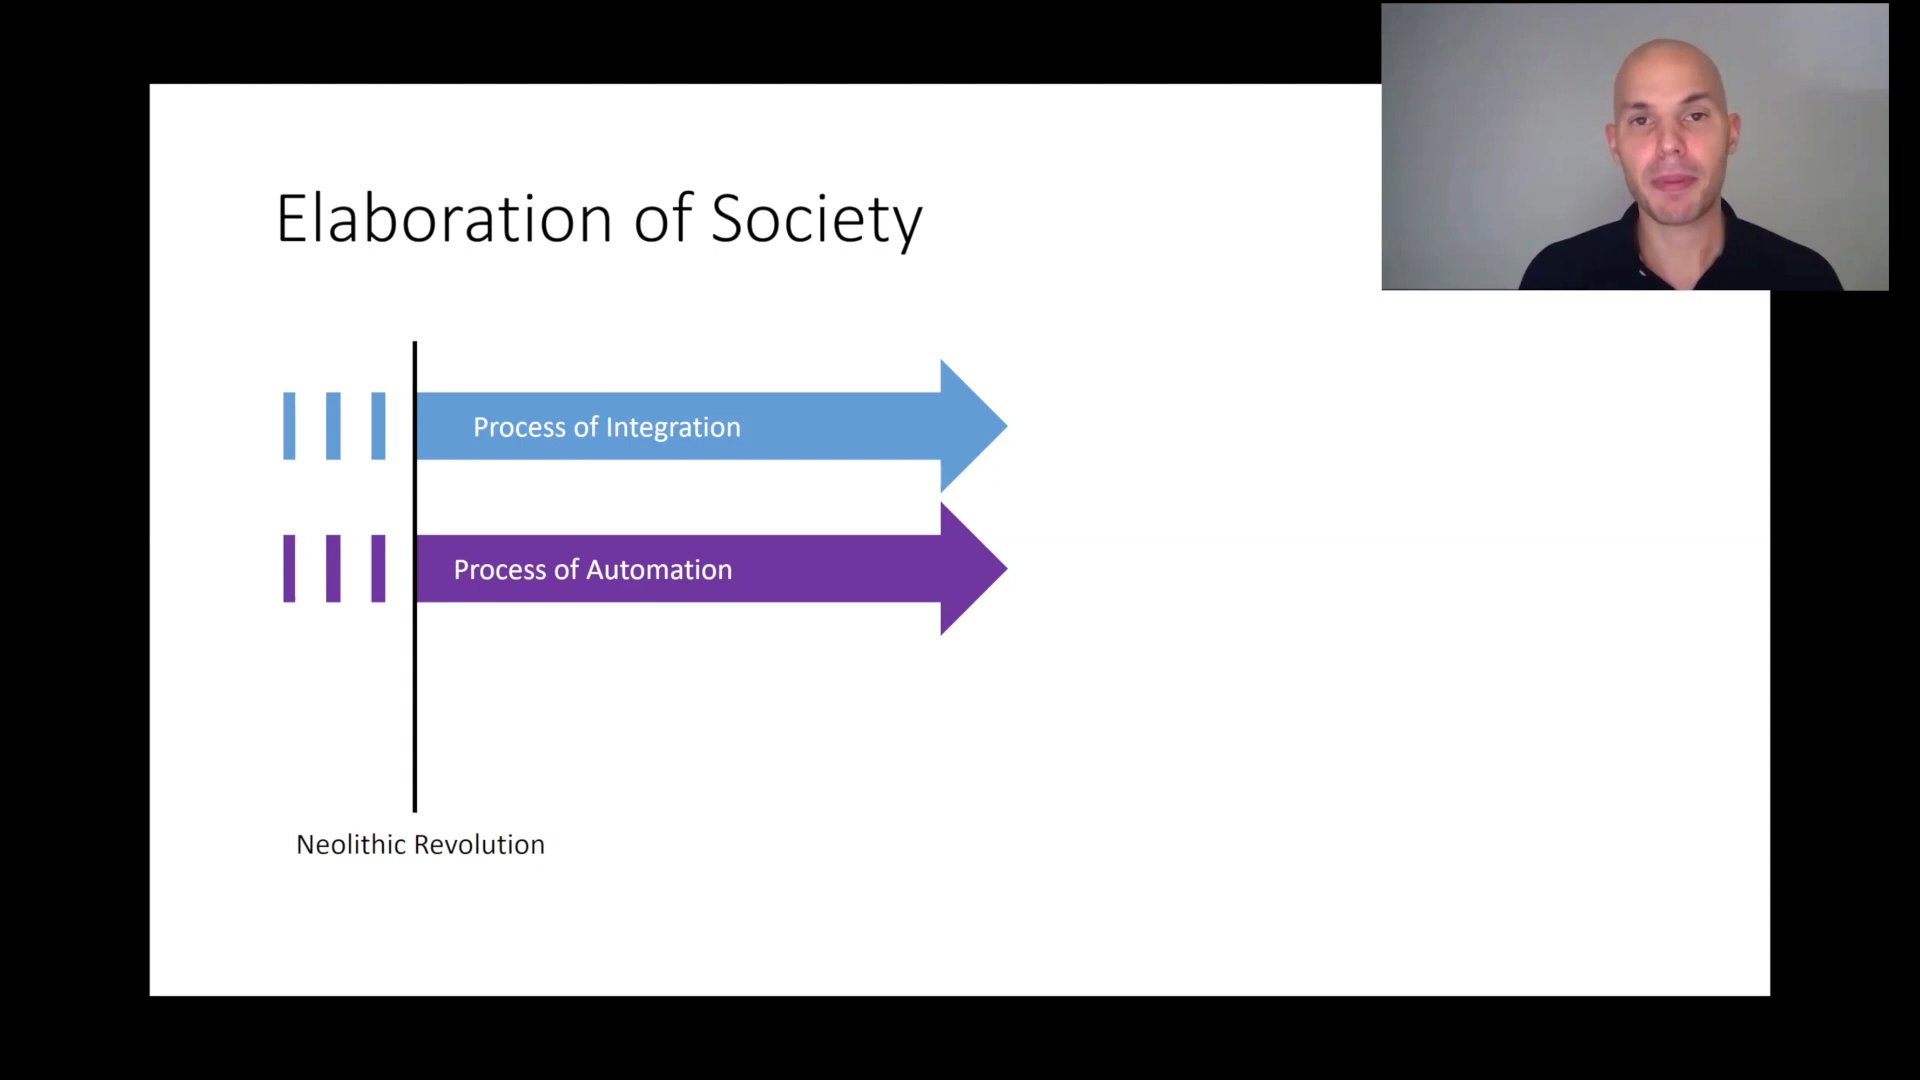 Elaboration of Society
Process of Integration
Process of Automation
Neolithic Revolution